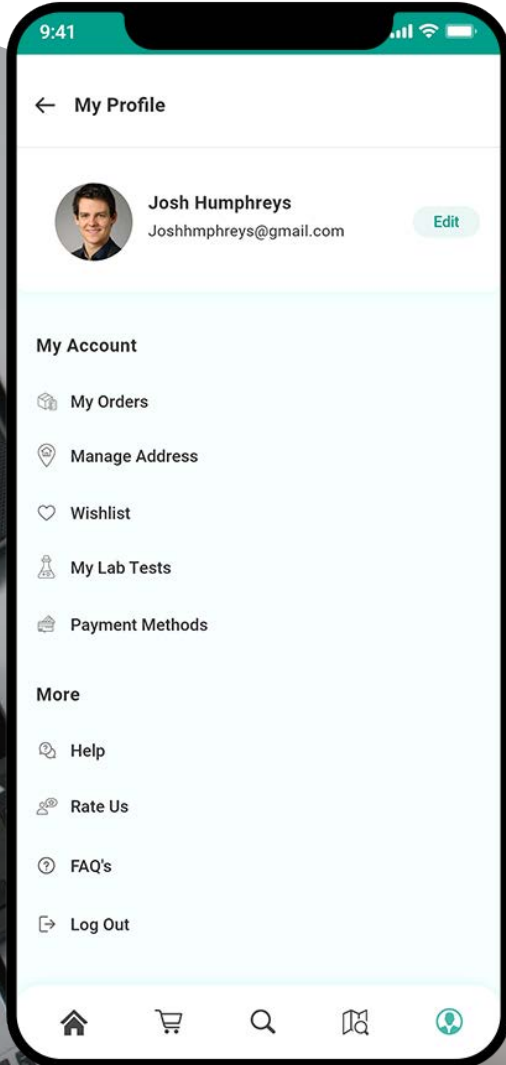 9:41
My Profile
Josh Humphreys
Joshhmphreys@gmail.com
Edit
My Account
My Orders
Manage Address
Wishlist
My Lab Tests
Payment Methods
More
Help
Rate Us
FAQ's
Log Out